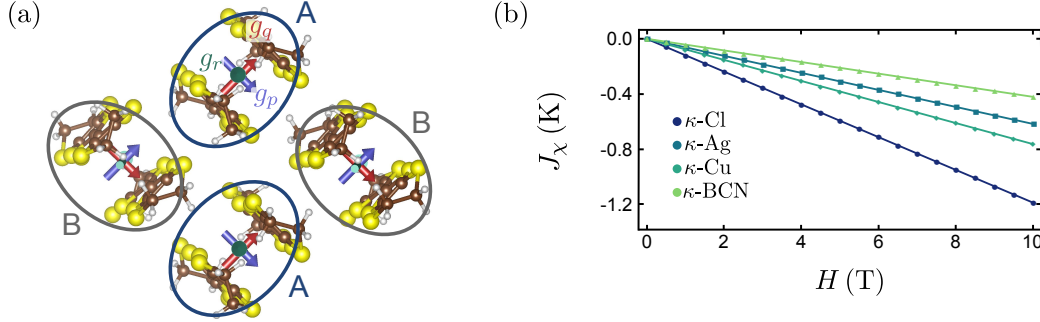 (a)
A
g_q
g_r
g_p
B
B
A
(b)
J_χ (K)
0.0
-0.4
-0.8
-1.2
κ-Cl
κ-Ag
κ-Cu
κ-BCN
0 2 4 6 8 10
H (T)